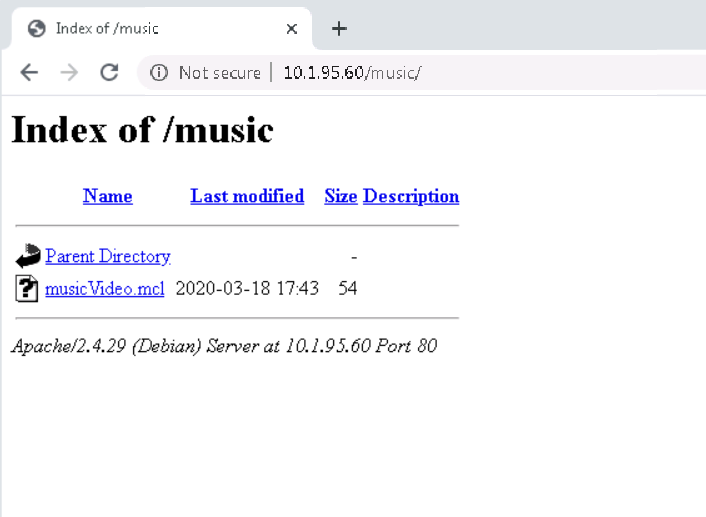 Index of /music
Not secure | 10.1.95.60/music/
Index of /music
Name Last modified Size Description
Parent Directory -
musicVideo.mcl 2020-03-18 17:43 54
Apache/2.4.29 (Debian) Server at 10.1.95.60 Port 80